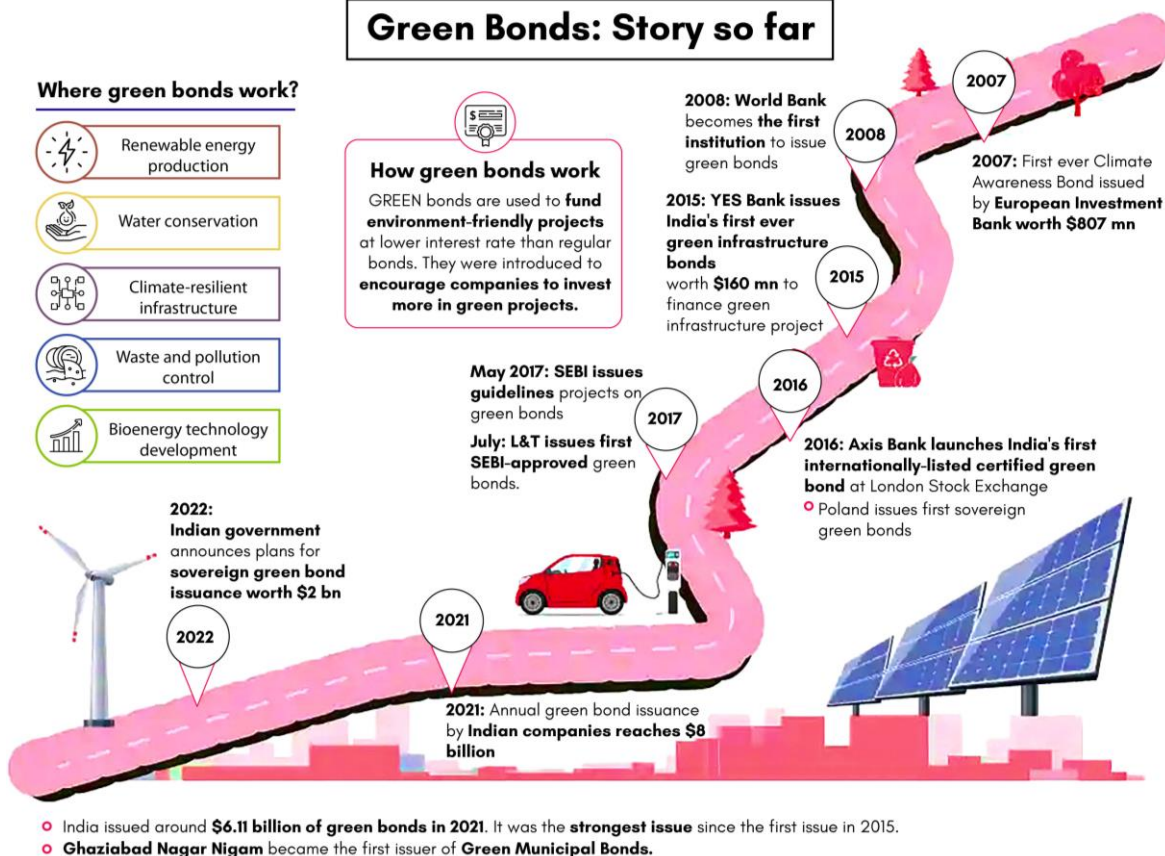 Green Bonds: Story so far
Where green bonds work?
Renewable energy
production
Water conservation
Climate-resilient
infrastructure
Waste and pollution
control
Bioenergy technology
development
$
How green bonds work
GREEN bonds are used to fund
environment-friendly projects
at lower interest rate than regular
bonds. They were introduced to
encourage companies to invest
more in green projects.
2007
2007: First ever Climate
Awareness Bond issued
by European Investment
Bank worth $807 mn
2008: World Bank
becomes the first
institution to issue
green bonds
2008
2015: YES Bank issues
India's first ever
green infrastructure
bonds
worth $160 mn to
finance green
infrastructure project
2015
2016
2016: Axis Bank launches India's first
internationally-listed certified green
bond at London Stock Exchange
Poland issues first sovereign
green bonds
May 2017: SEBI issues
guidelines projects on
green bonds
July: L&T issues first
SEBI-approved green
bonds.
2017
2021
2021: Annual green bond issuance
by Indian companies reaches $8
billion
2022:
Indian government
announces plans for
sovereign green bond
issuance worth $2 bn
2022
India issued around $6.11 billion of green bonds in 2021. It was the strongest issue since the first issue in 2015.
Ghaziabad Nagar Nigam became the first issuer of Green Municipal Bonds.